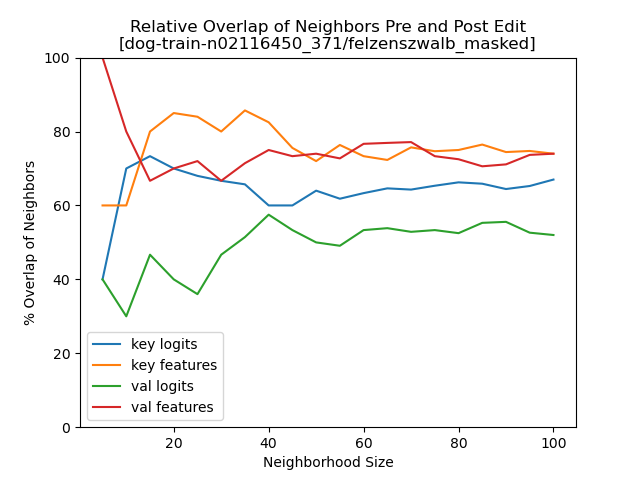 Relative Overlap of Neighbors Pre and Post Edit
[dog-train-n02116450_371/felzenszwalb_masked]
% Overlap of Neighbors
100
80
60
40
20
0
key logits
key features
val logits
val features
20
40
60
80
100
Neighborhood Size